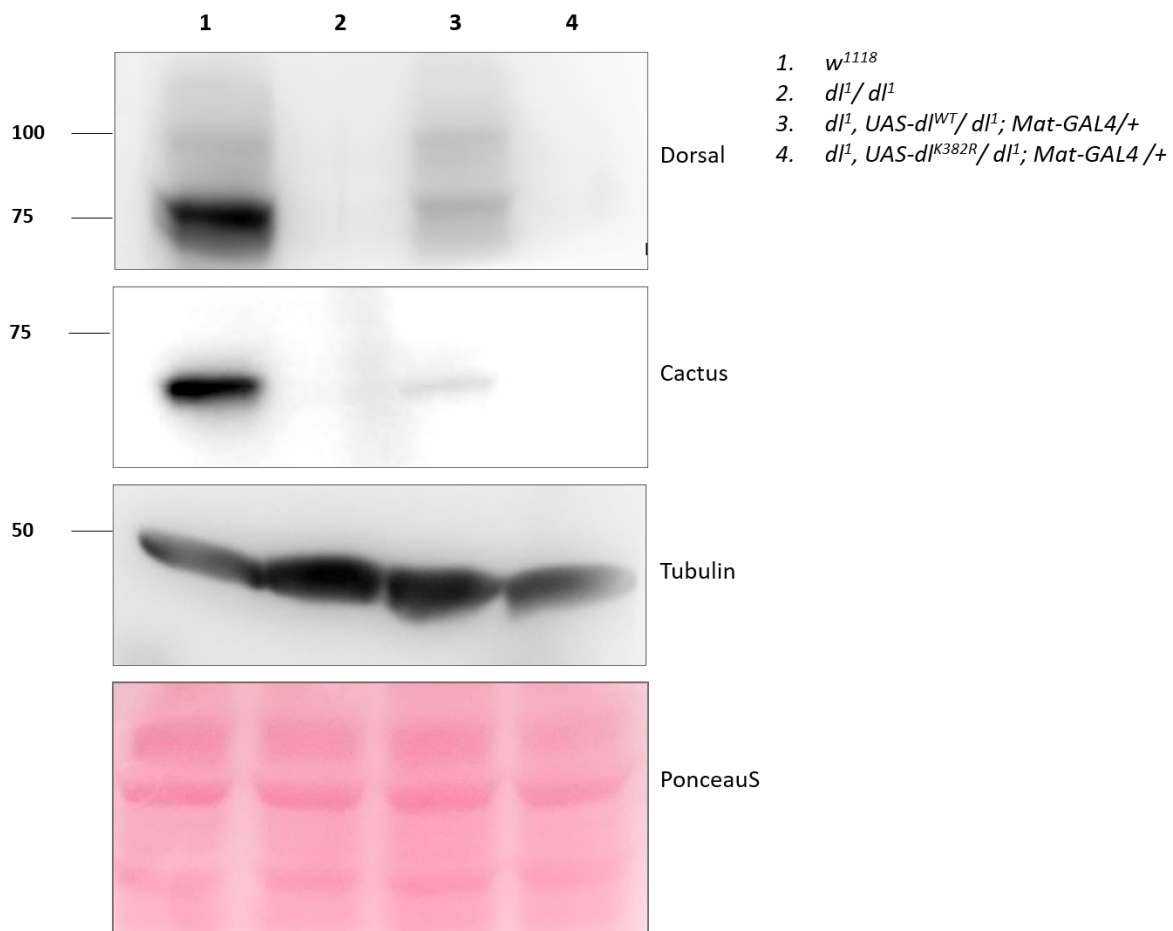 1 2 3 4
1. w1118
2. dl1/ dl1
3. dl1, UAS-dlWT/ dl1; Mat-GAL4/+
4. dl1, UAS-dlK382R/ dl1; Mat-GAL4 /+
100
Dorsal
75
75
Cactus
50
Tubulin
PonceauS